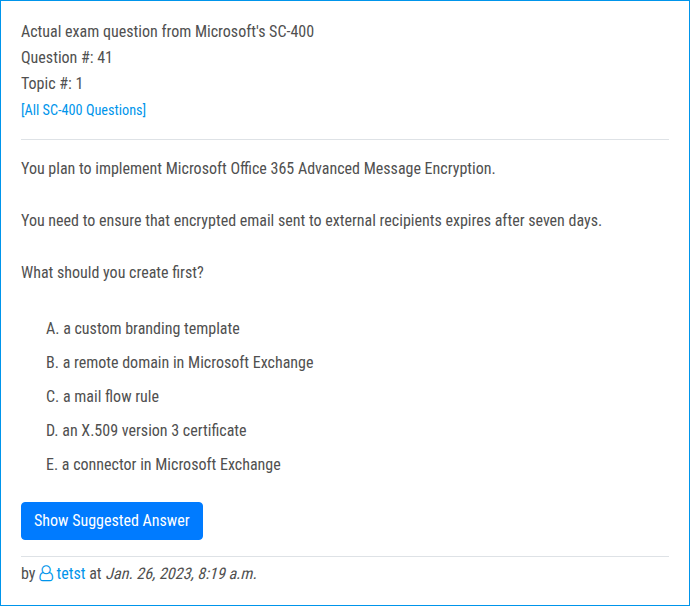 Actual exam question from Microsoft's SC-400
Question #: 41
Topic #: 1
[All SC-400 Questions]
You plan to implement Microsoft Office 365 Advanced Message Encryption.
You need to ensure that encrypted email sent to external recipients expires after seven days.
What should you create first?
A. a custom branding template
B. a remote domain in Microsoft Exchange
C. a mail flow rule
D. an X.509 version 3 certificate
E. a connector in Microsoft Exchange
Show Suggested Answer
by tetst at Jan. 26, 2023, 8:19 a.m.